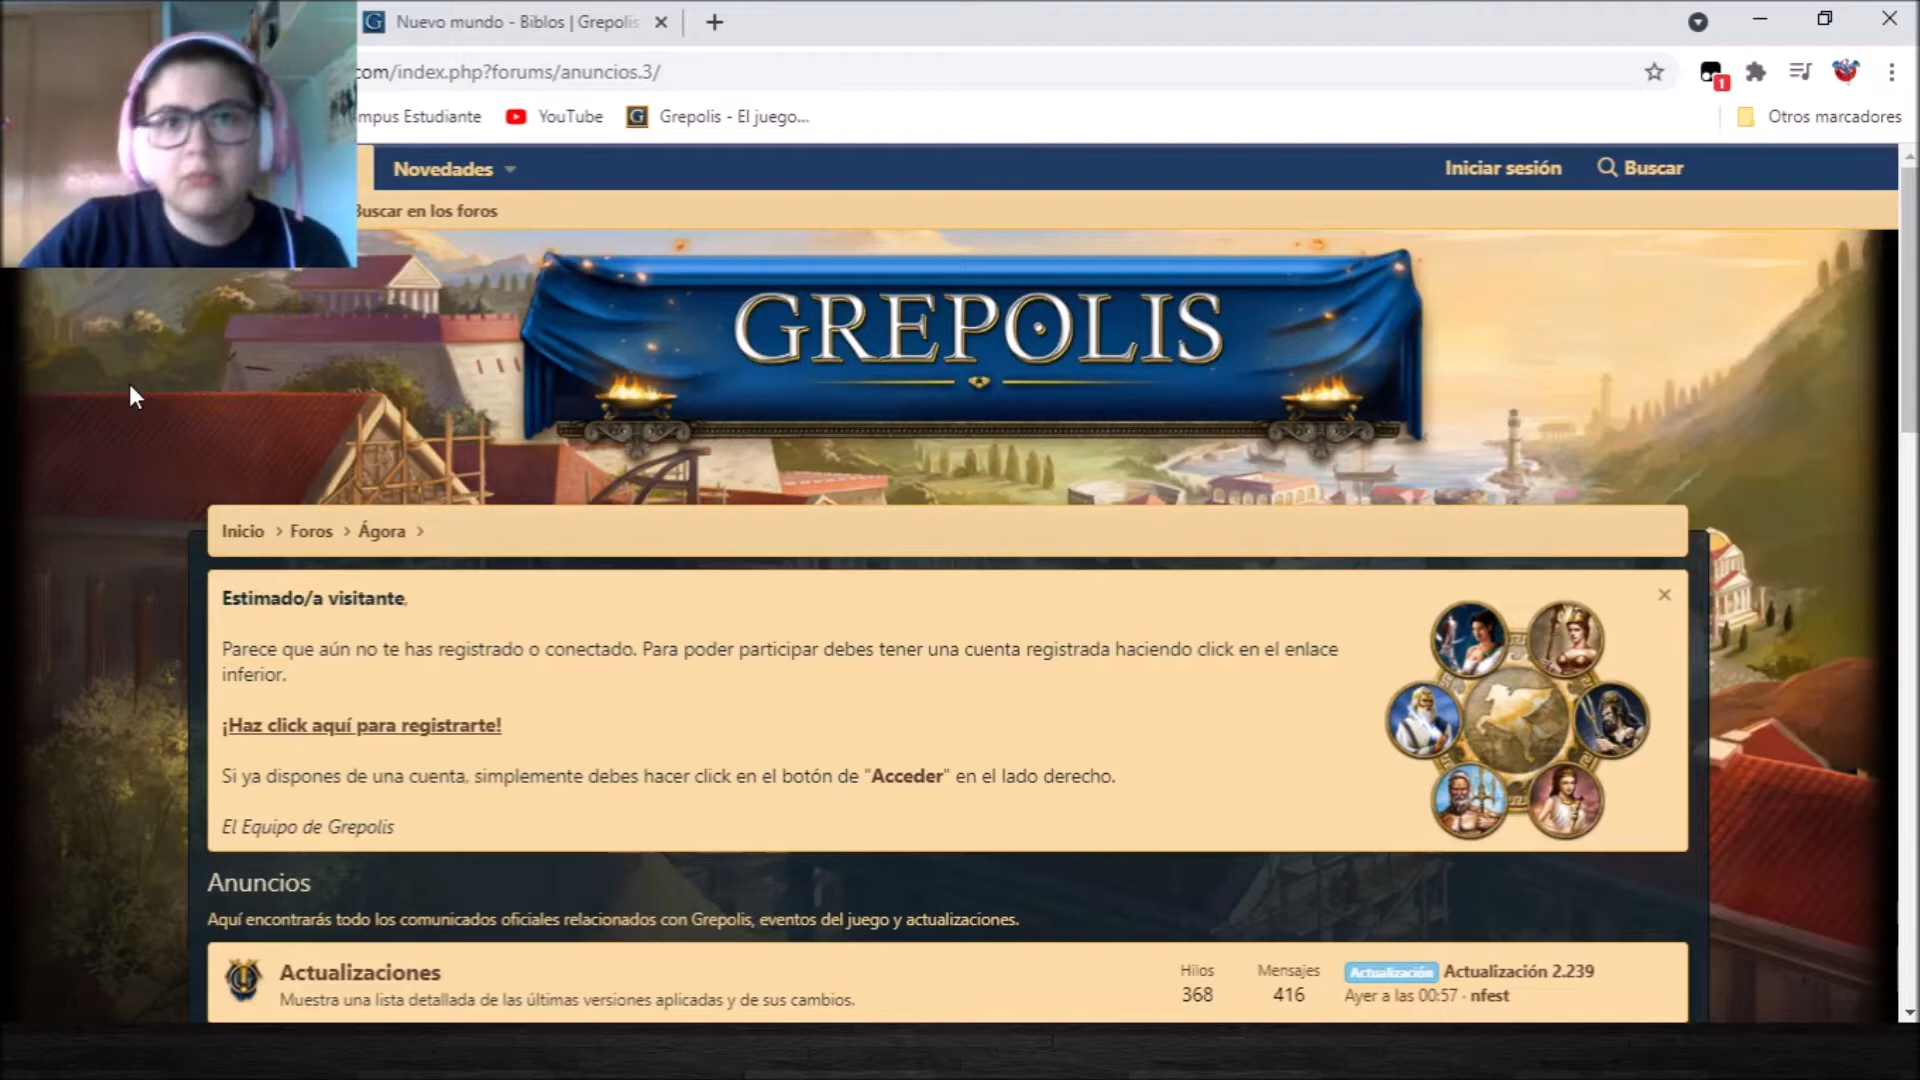 Nuevo mundo - Biblos | Grepolis
com/index.php?forums/anuncios.3/
1
mpus Estudiante
YouTube
Grepolis - El juego...
Otros marcadores
Novedades
Iniciar sesión
Buscar
Buscar en los foros
GREPOLIS
Inicio > Foros > Ágora >
Estimado/a visitante,
Parece que aún no te has registrado o conectado. Para poder participar debes tener una cuenta registrada haciendo click en el enlace
inferior.
¡Haz click aquí para registrarte!
Si ya dispones de una cuenta, simplemente debes hacer click en el botón de "Acceder" en el lado derecho.
El Equipo de Grepolis
Anuncios
Aquí encontrarás todo los comunicados oficiales relacionados con Grepolis, eventos del juego y actualizaciones.
Actualizaciones
Muestra una lista detallada de las últimas versiones aplicadas y de sus cambios.
Hilos
368
Mensajes
416
Actualización Actualización 2.239
Ayer a las 00:57 · nfest